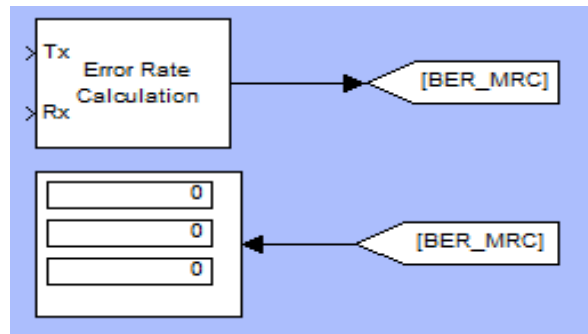 Tx
Error Rate
Calculation
Rx
[BER_MRC]
0
0
0
[BER_MRC]